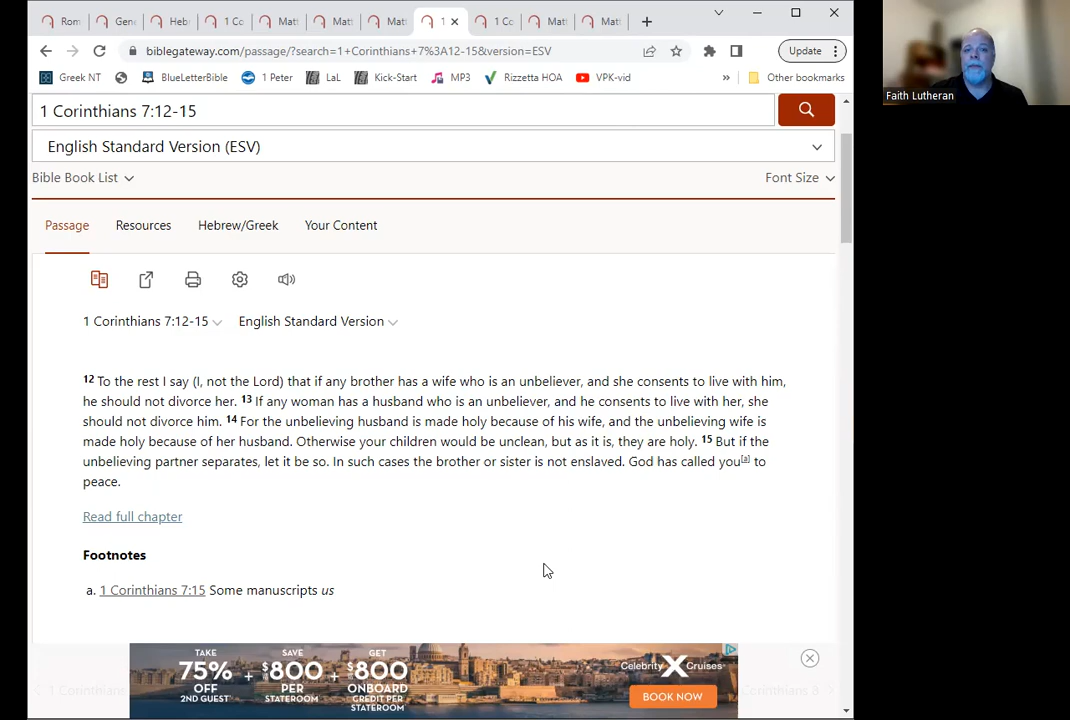 Rom
Gene
Heb
1 Co
Matt
Matt
Matt
1
1 Co
Matt
Matt
biblegateway.com/passage/?search=1+Corinthians+7%3A12-15&version=ESV
Update
Greek NT
BlueLetterBible
1 Peter
LaL
Kick-Start
MP3
Rizzetta HOA
VPK-vid
»
Other bookmarks
Faith Lutheran
1 Corinthians 7:12-15
English Standard Version (ESV)
Bible Book List
Font Size
Passage
Resources
Hebrew/Greek
Your Content
1 Corinthians 7:12-15
English Standard Version
12 To the rest I say (I, not the Lord) that if any brother has a wife who is an unbeliever, and she consents to live with him,
he should not divorce her. 13 If any woman has a husband who is an unbeliever, and he consents to live with her, she
should not divorce him. 14 For the unbelieving husband is made holy because of his wife, and the unbelieving wife is
made holy because of her husband. Otherwise your children would be unclean, but as it is, they are holy. 15 But if the
unbelieving partner separates, let it be so. In such cases the brother or sister is not enslaved. God has called you[a] to
peace.
Read full chapter
Footnotes
a. 1 Corinthians 7:15 Some manuscripts us
TAKE
75% OFF
2ND GUEST
+
SAVE
$800
PER
STATEROOM
+
GET
$800
ONBOARD
CREDIT PER
STATEROOM
Celebrity X Cruises
BOOK NOW
1 Corinthians
Corinthians 8